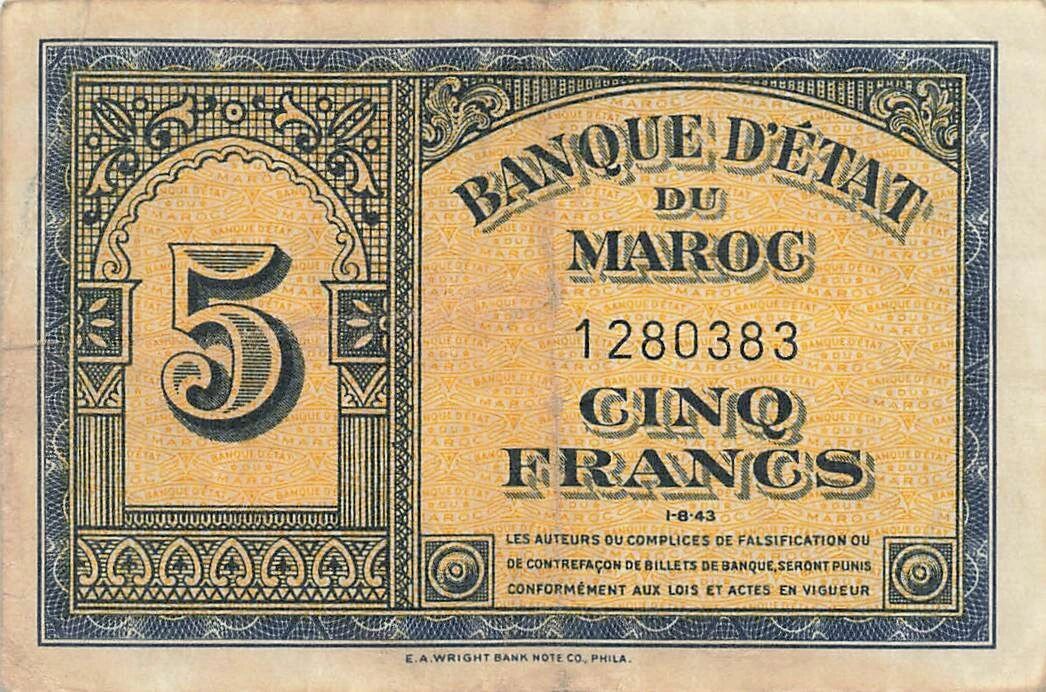 BANQUE D'ÉTAT
DU
MAROC
5
1280383
CINQ
FRANCS
1-8-43
LES AUTEURS OU COMPLICES DE FALSIFICATION OU
DE CONTREFAÇON DE BILLETS DE BANQUE, SERONT PUNIS
CONFORMÉMENT AUX LOIS ET ACTES EN VIGUEUR
E.A. WRIGHT BANK NOTE CO., PHILA.